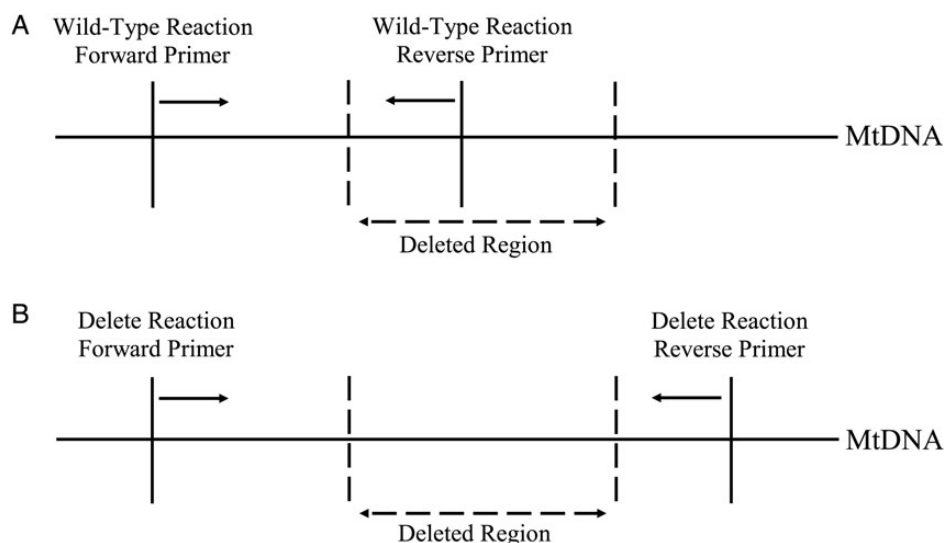 A
Wild-Type Reaction
Forward Primer
Wild-Type Reaction
Reverse Primer
MtDNA
Deleted Region
B
Delete Reaction
Forward Primer
Delete Reaction
Reverse Primer
MtDNA
Deleted Region